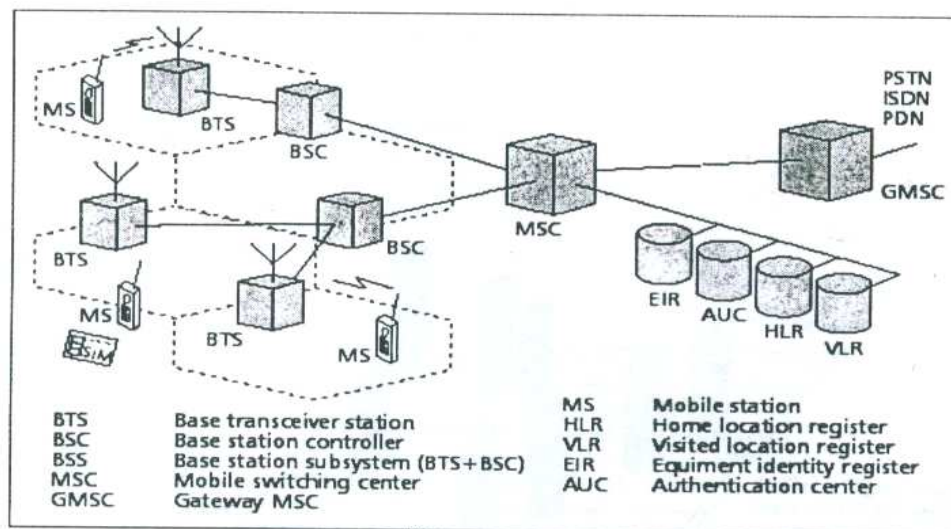 MS
BTS
BSC
PSTN
ISDN
PDN
GMSC
MSC
BTS
BSC
EIR
AUC
HLR
VLR
MS
SIM
BTS
MS
BTS Base transceiver station
BSC Base station controller
BSS Base station subsystem (BTS+BSC)
MSC Mobile switching center
GMSC Gateway MSC
MS Mobile station
HLR Home location register
VLR Visited location register
EIR Equiment identity register
AUC Authentication center